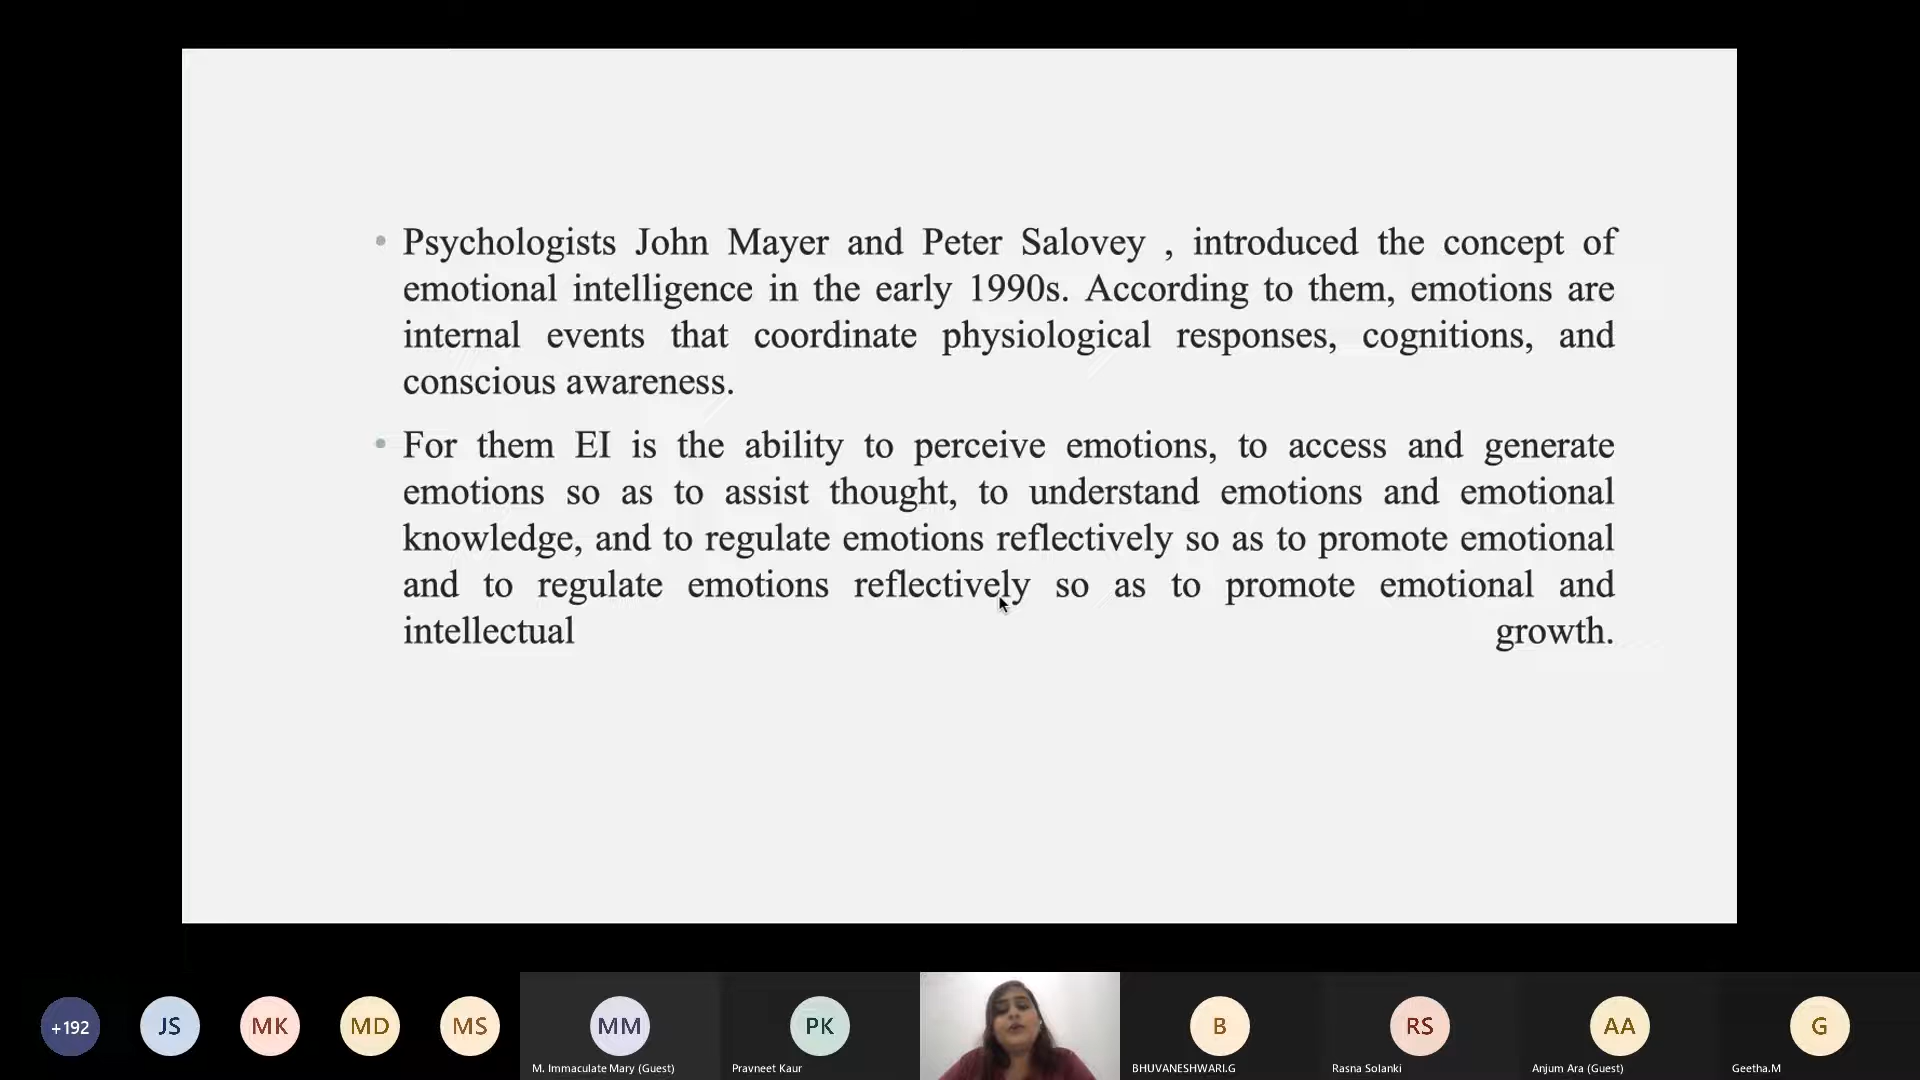 Psychologists John Mayer and Peter Salovey , introduced the concept of
emotional intelligence in the early 1990s. According to them, emotions are
internal events that coordinate physiological responses, cognitions, and
conscious awareness.
For them EI is the ability to perceive emotions, to access and generate
emotions so as to assist thought, to understand emotions and emotional
knowledge, and to regulate emotions reflectively so as to promote emotional
and to regulate emotions reflectively so as to promote emotional and
intellectual growth.
+192 JS MK MD MS MM PK B RS AA G
M. Immaculate Mary (Guest) Pravneet Kaur BHUVANESHWARI.G Rasna Solanki Anjum Ara (Guest) Geetha.M